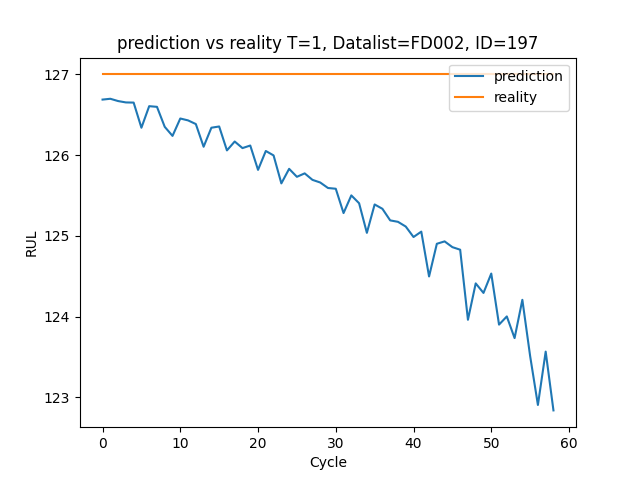 prediction vs reality T=1, Datalist=FD002, ID=197
127
126
125
124
123
RUL
0
10
20
30
40
50
60
Cycle
prediction
reality